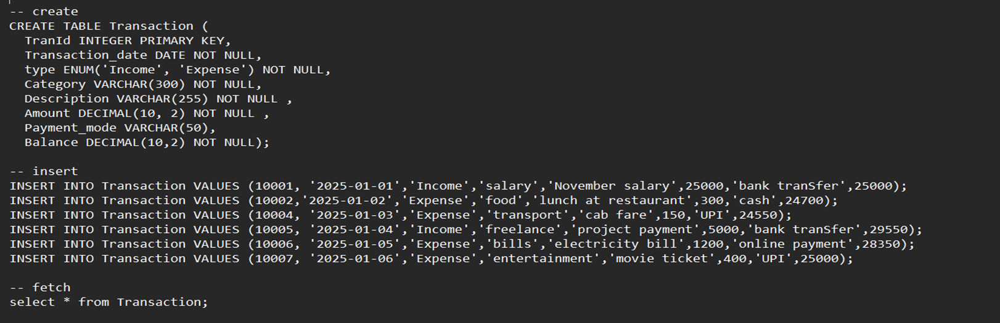 -- create
CREATE TABLE Transaction (
  TranId INTEGER PRIMARY KEY,
  Transaction_date DATE NOT NULL,
  type ENUM('Income', 'Expense') NOT NULL,
  Category VARCHAR(300) NOT NULL,
  Description VARCHAR(255) NOT NULL ,
  Amount DECIMAL(10, 2) NOT NULL ,
  Payment_mode VARCHAR(50),
  Balance DECIMAL(10,2) NOT NULL);

-- insert
INSERT INTO Transaction VALUES (10001, '2025-01-01','Income','salary','November salary',25000,'bank tranSfer',25000);
INSERT INTO Transaction VALUES (10002,'2025-01-02','Expense','food','lunch at restaurant',300,'cash',24700);
INSERT INTO Transaction VALUES (10004, '2025-01-03','Expense','transport','cab fare',150,'UPI',24550);
INSERT INTO Transaction VALUES (10005, '2025-01-04','Income','freelance','project payment',5000,'bank tranSfer',29550);
INSERT INTO Transaction VALUES (10006, '2025-01-05','Expense','bills','electricity bill',1200,'online payment',28350);
INSERT INTO Transaction VALUES (10007, '2025-01-06','Expense','entertainment','movie ticket',400,'UPI',25000);

-- fetch
select * from Transaction;